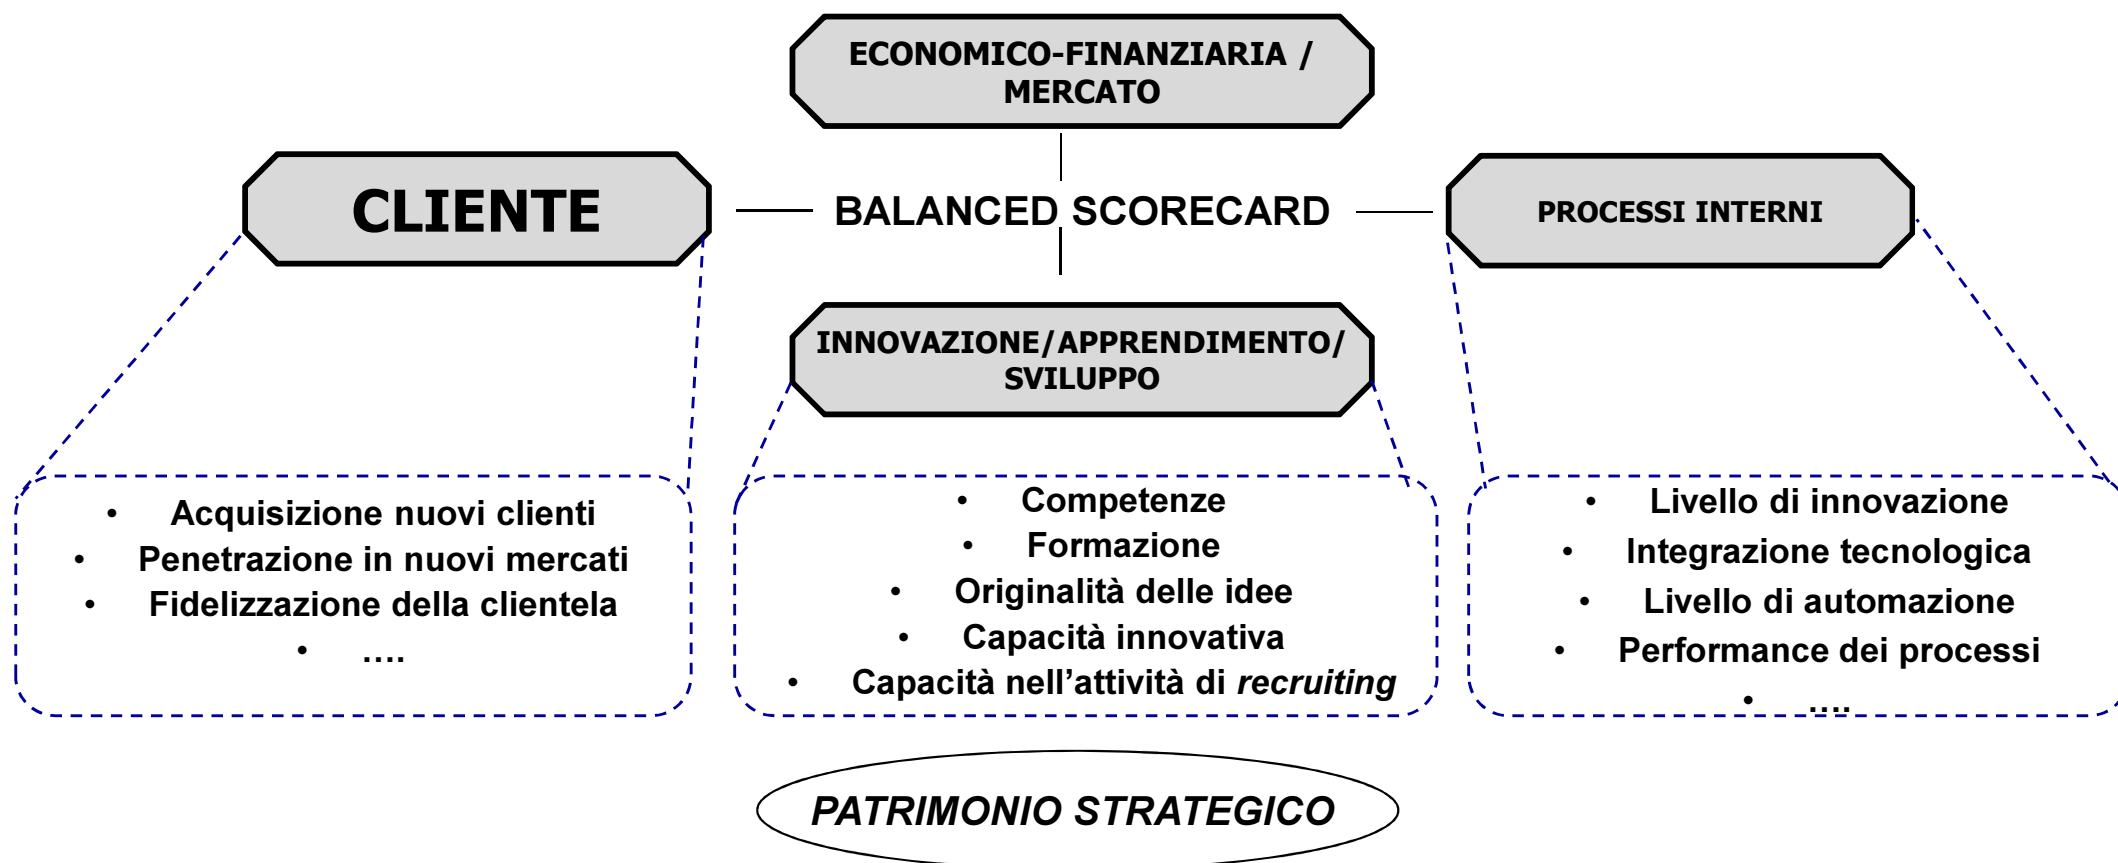 ECONOMICO-FINANZIARIA /
MERCATO
CLIENTE
BALANCED SCORECARD
PROCESSI INTERNI
INNOVAZIONE/APPRENDIMENTO/
SVILUPPO
• Acquisizione nuovi clienti
• Penetrazione in nuovi mercati
• Fidelizzazione della clientela
• ….
• Competenze
• Formazione
• Originalità delle idee
• Capacità innovativa
• Capacità nell’attività di recruiting
• Livello di innovazione
• Integrazione tecnologica
• Livello di automazione
• Performance dei processi
• ….
PATRIMONIO STRATEGICO